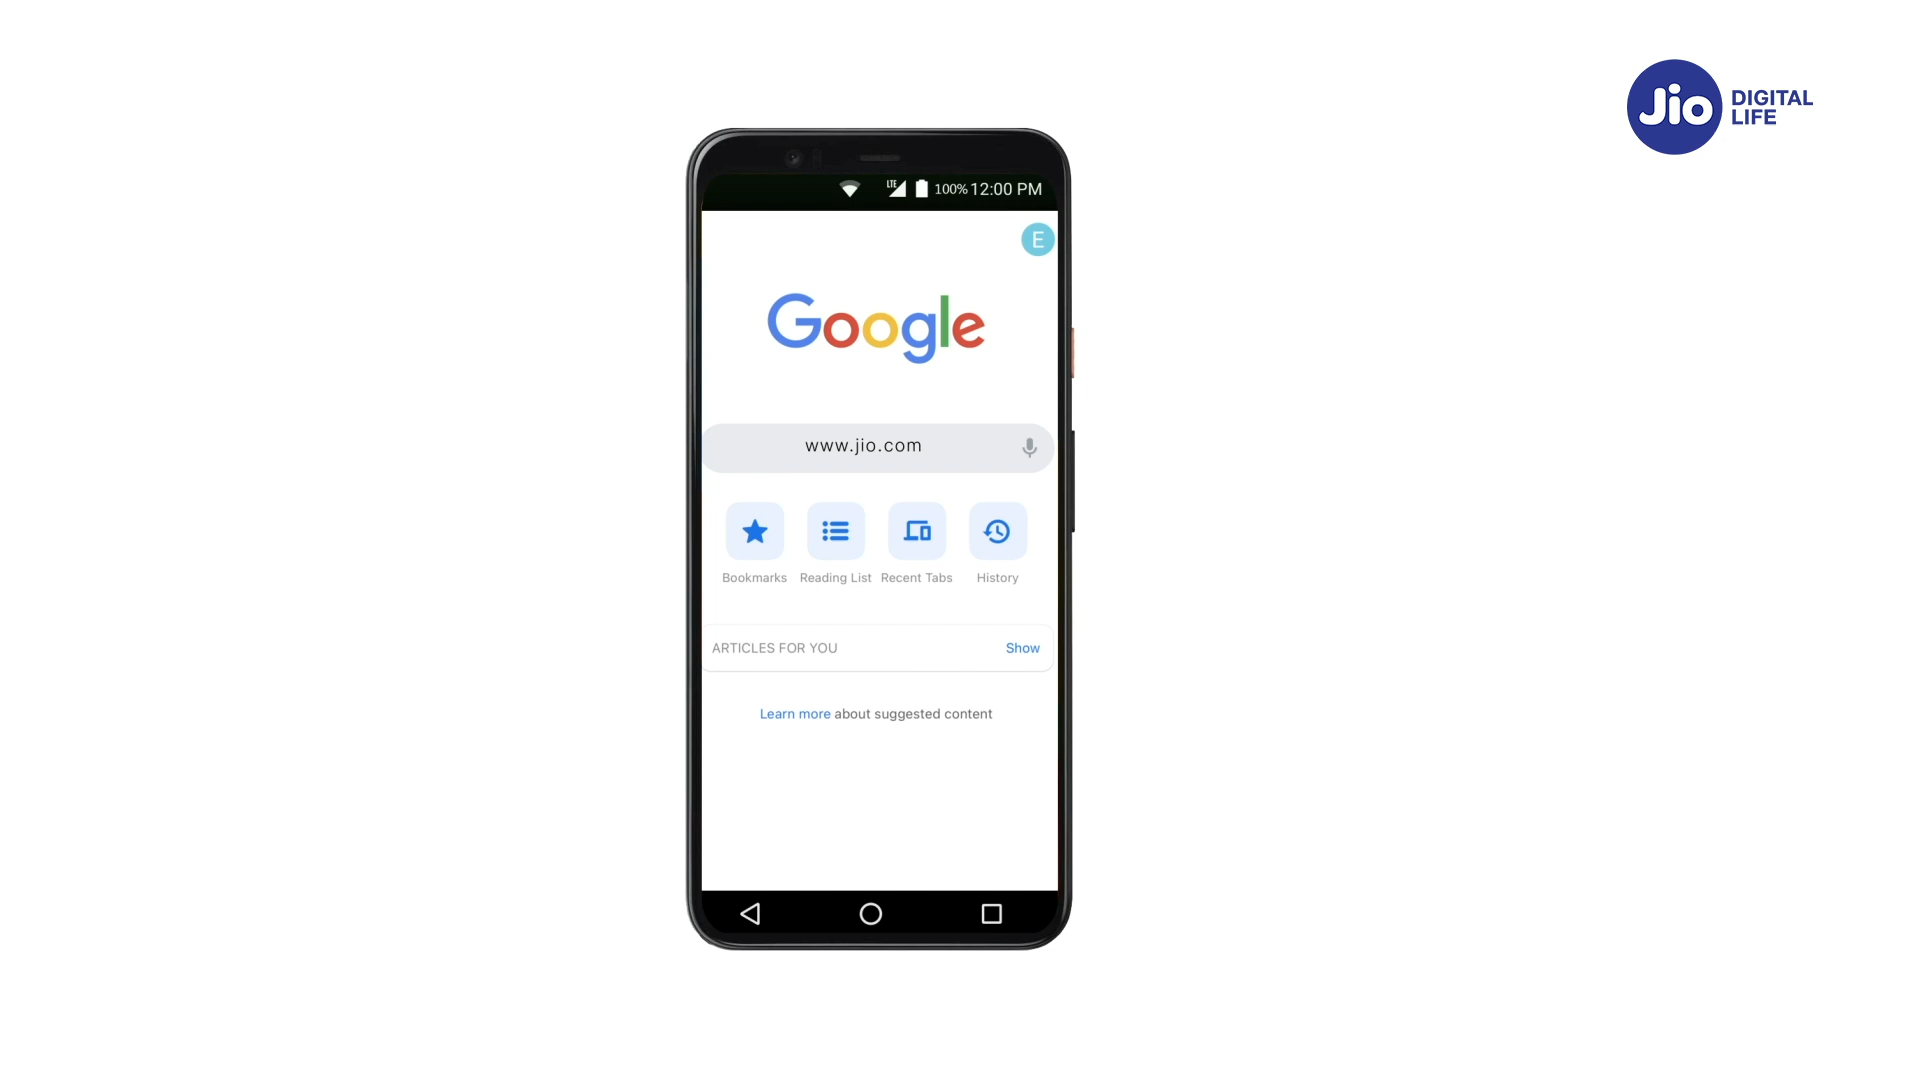 Jio DIGITAL
LIFE
LTE 100% 12:00 PM
E
Google
www.jio.com
Bookmarks Reading List Recent Tabs History
ARTICLES FOR YOU Show
Learn more about suggested content